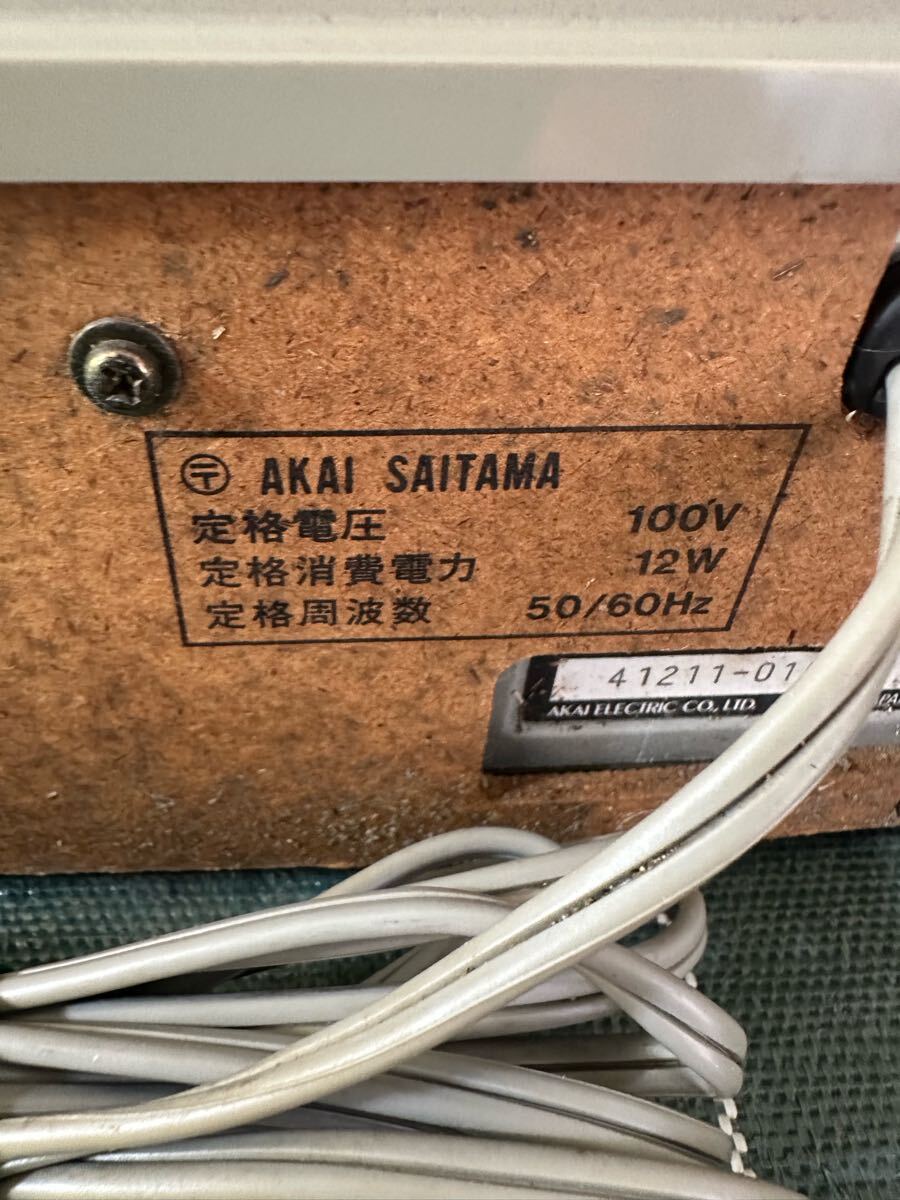 〶 AKAI SAITAMA
定格電圧 100V
定格消費電力 12W
定格周波数 50/60Hz
41211-01
AKAI ELECTRIC CO., LTD.